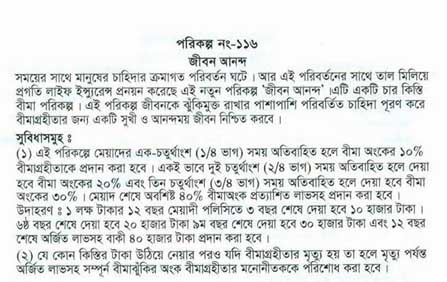 পরিকল্প নং-১১৬
জীবন আনন্দ
সময়ের সাথে মানুষের চাহিদার ক্রমাগত পরিবর্তন ঘটে । আর এই পরিবর্তনের সাথে তাল মিলিয়ে
প্রগতি লাইফ ইন্স্যুরেন্স প্রনয়ন করেছে এই নতুন পরিকল্প 'জীবন আনন্দ' ।এটি একটি চার কিস্তি
বীমা পরিকল্প । এই পরিকল্প জীবনকে ঝুঁকিমুক্ত রাখার পাশাপাশি পরিবর্তিত চাহিদা পূরণ করে
বীমাগ্রহীতার জন্য একটি সুখী ও আনন্দময় জীবন নিশ্চিত করবে ।
সুবিধাসমূহ ঃ
(১) এই পরিকল্পে মেয়াদের এক-চতুর্থাংশ (১/৪ ভাগ) সময় অতিবাহিত হলে বীমা অংকের ১০%
বীমাগ্রহীতাকে প্রদান করা হবে । একই ভাবে দুই চতুর্থাংশ (২/৪ ভাগ) সময় অতিবাহিত হলে দেয়া
হবে বীমা অংকের ২০% এবং তিন চতুর্থাংশ (৩/৪ ভাগ) সময় অতিবাহিত হলে দেয়া হবে বীমা
অংকের ৩০% । মেয়াদ শেষে অবশিষ্ট ৪০% বীমাঅংক প্রত্যাশিত লাভসহ প্রদান করা হবে ।
উদাহরণ ঃ ১ লক্ষ টাকার ১২ বছর মেয়াদী পলিসিতে ৩ বছর শেষে দেয়া হবে ১০ হাজার টাকা ।
৬ষ্ঠ বছর শেষে দেয়া হবে ২০ হাজার টাকা ৯ম বছর শেষে দেয়া হবে ৩০ হাজার টাকা এবং ১২ বছর
শেষে অর্জিত লাভসহ বাকী ৪০ হাজার টাকা প্রদান করা হবে ।
(২) যে কোন কিস্তির টাকা উঠিয়ে নেয়ার পরও যদি বীমাগ্রহীতার মৃত্যু হয় তা হলে মৃত্যু পর্যন্ত
অর্জিত লাভসহ সম্পূর্ন বীমাঝুঁকির অংক বীমাগ্রহীতার মনোনীতককে পরিশোধ করা হবে ।